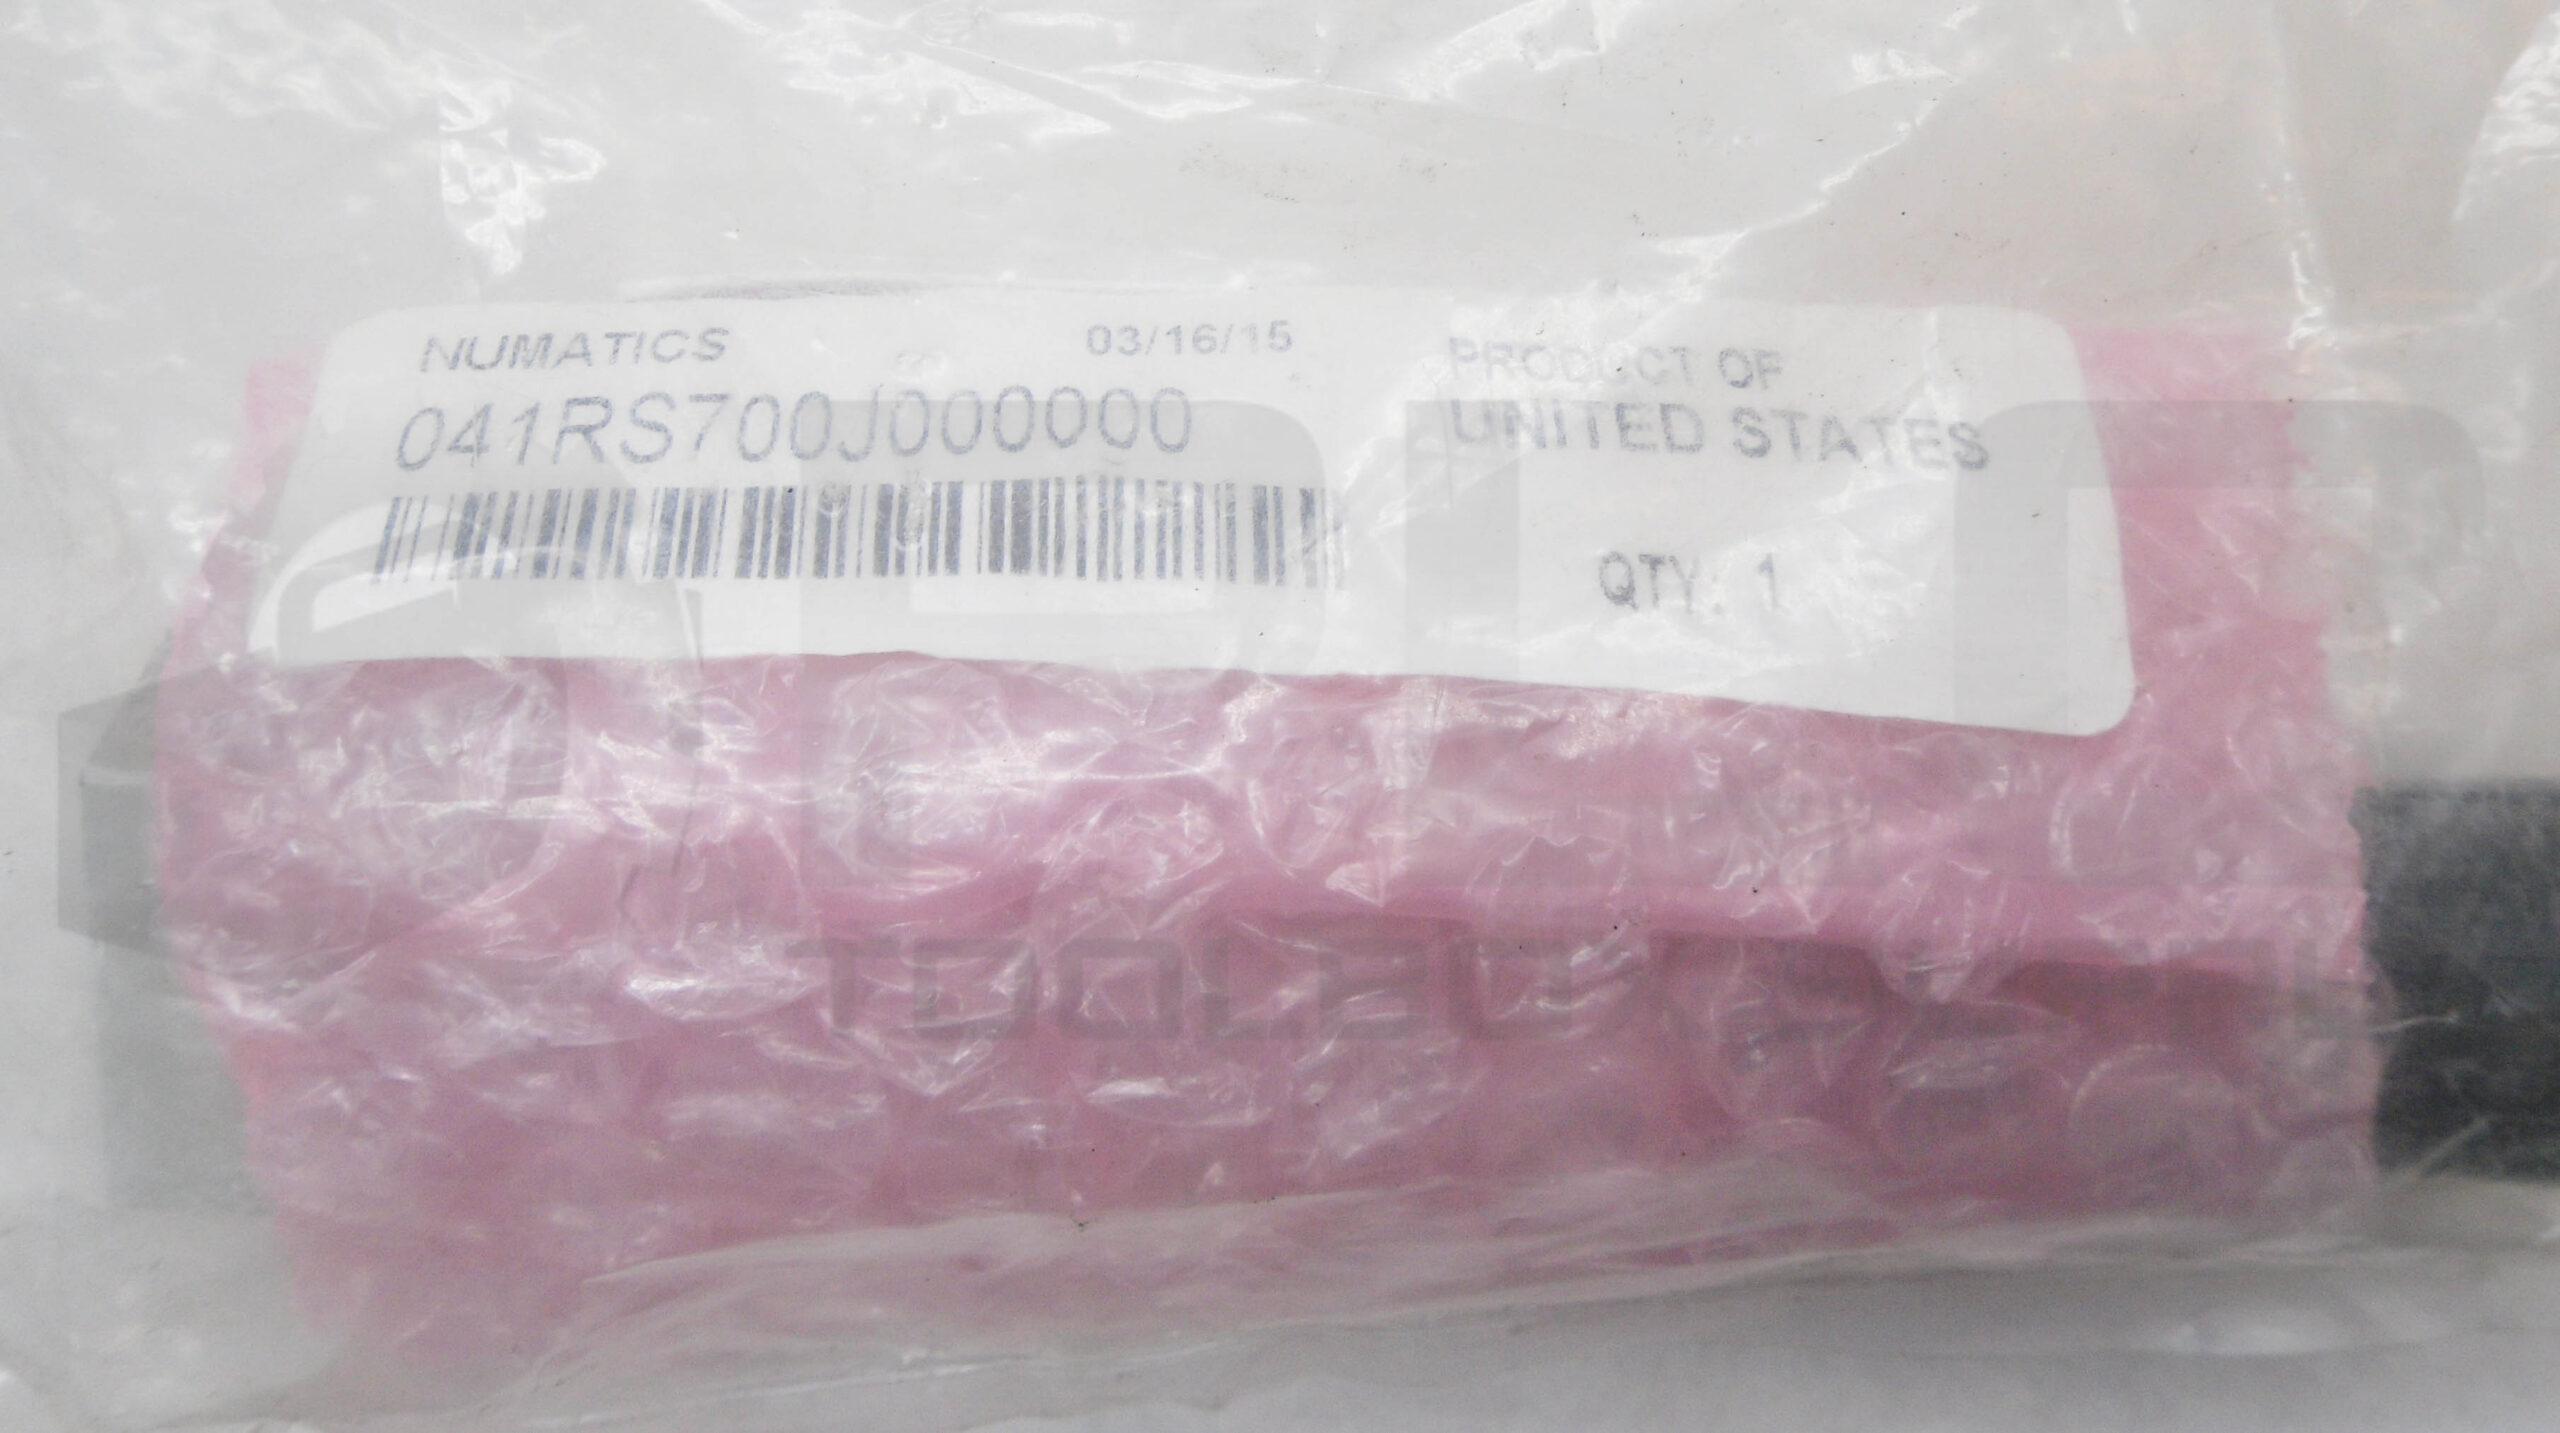 NUMATICS 03/16/15
041RS700J000000
PRODUCT OF
UNITED STATES
QTY. 1